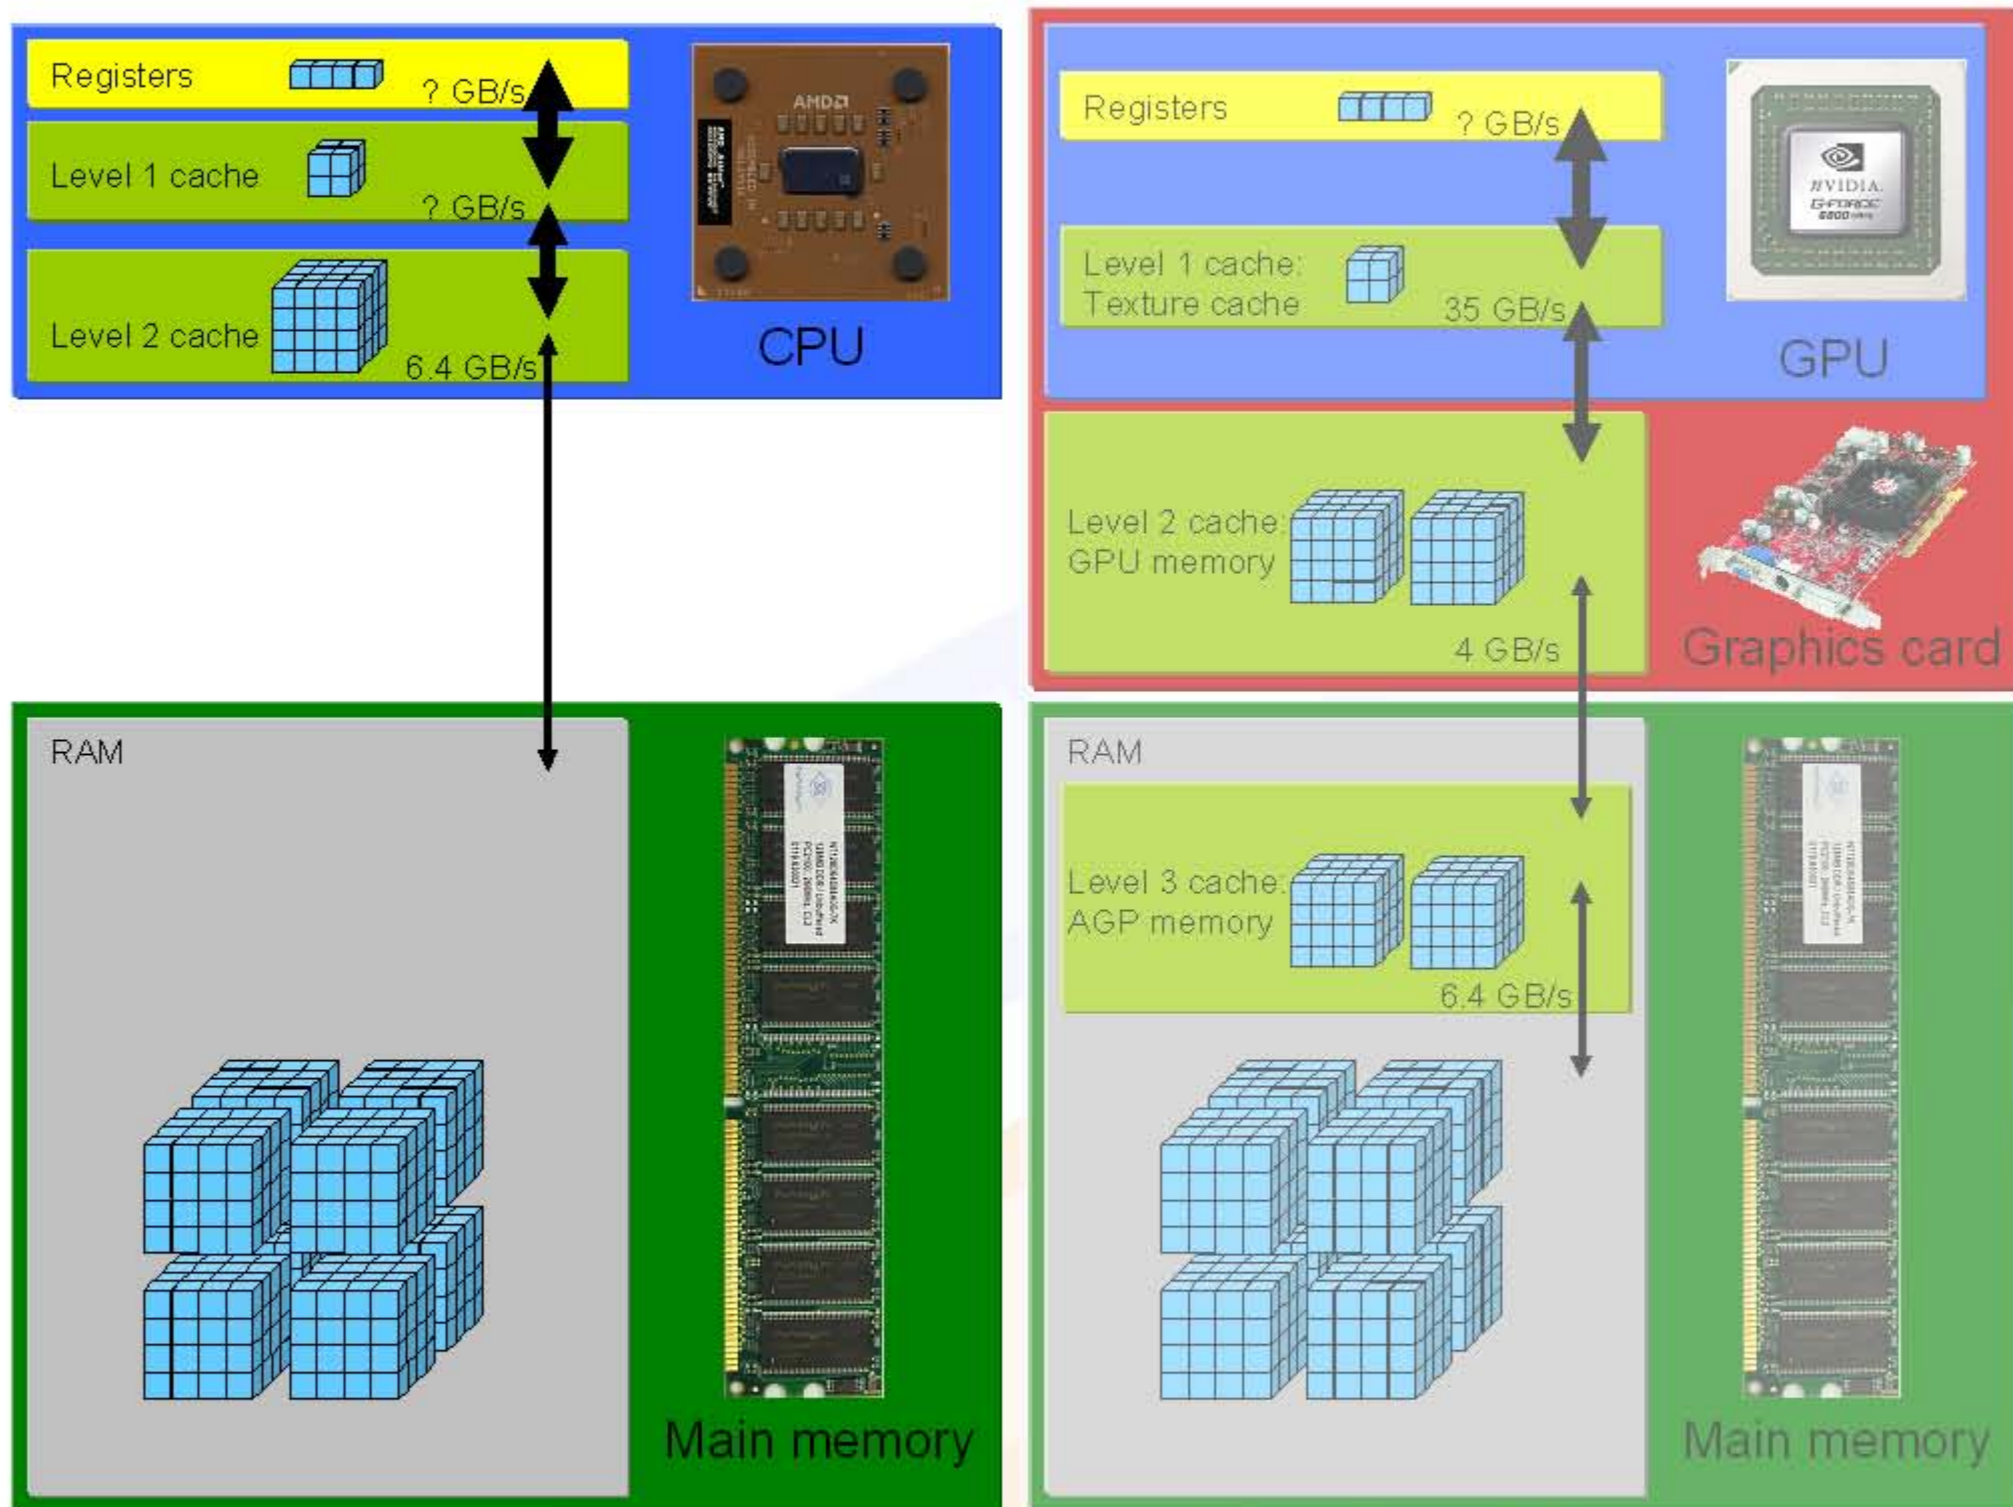 Registers
? GB/s
Level 1 cache
? GB/s
Level 2 cache
6.4 GB/s
AMD
CPU
RAM
Main memory
Registers
? GB/s
Level 1 cache:
Texture cache
35 GB/s
NVIDIA.
GEFORCE
6800
GPU
Level 2 cache:
GPU memory
4 GB/s
Graphics card
RAM
Level 3 cache:
AGP memory
6.4 GB/s
Main memory